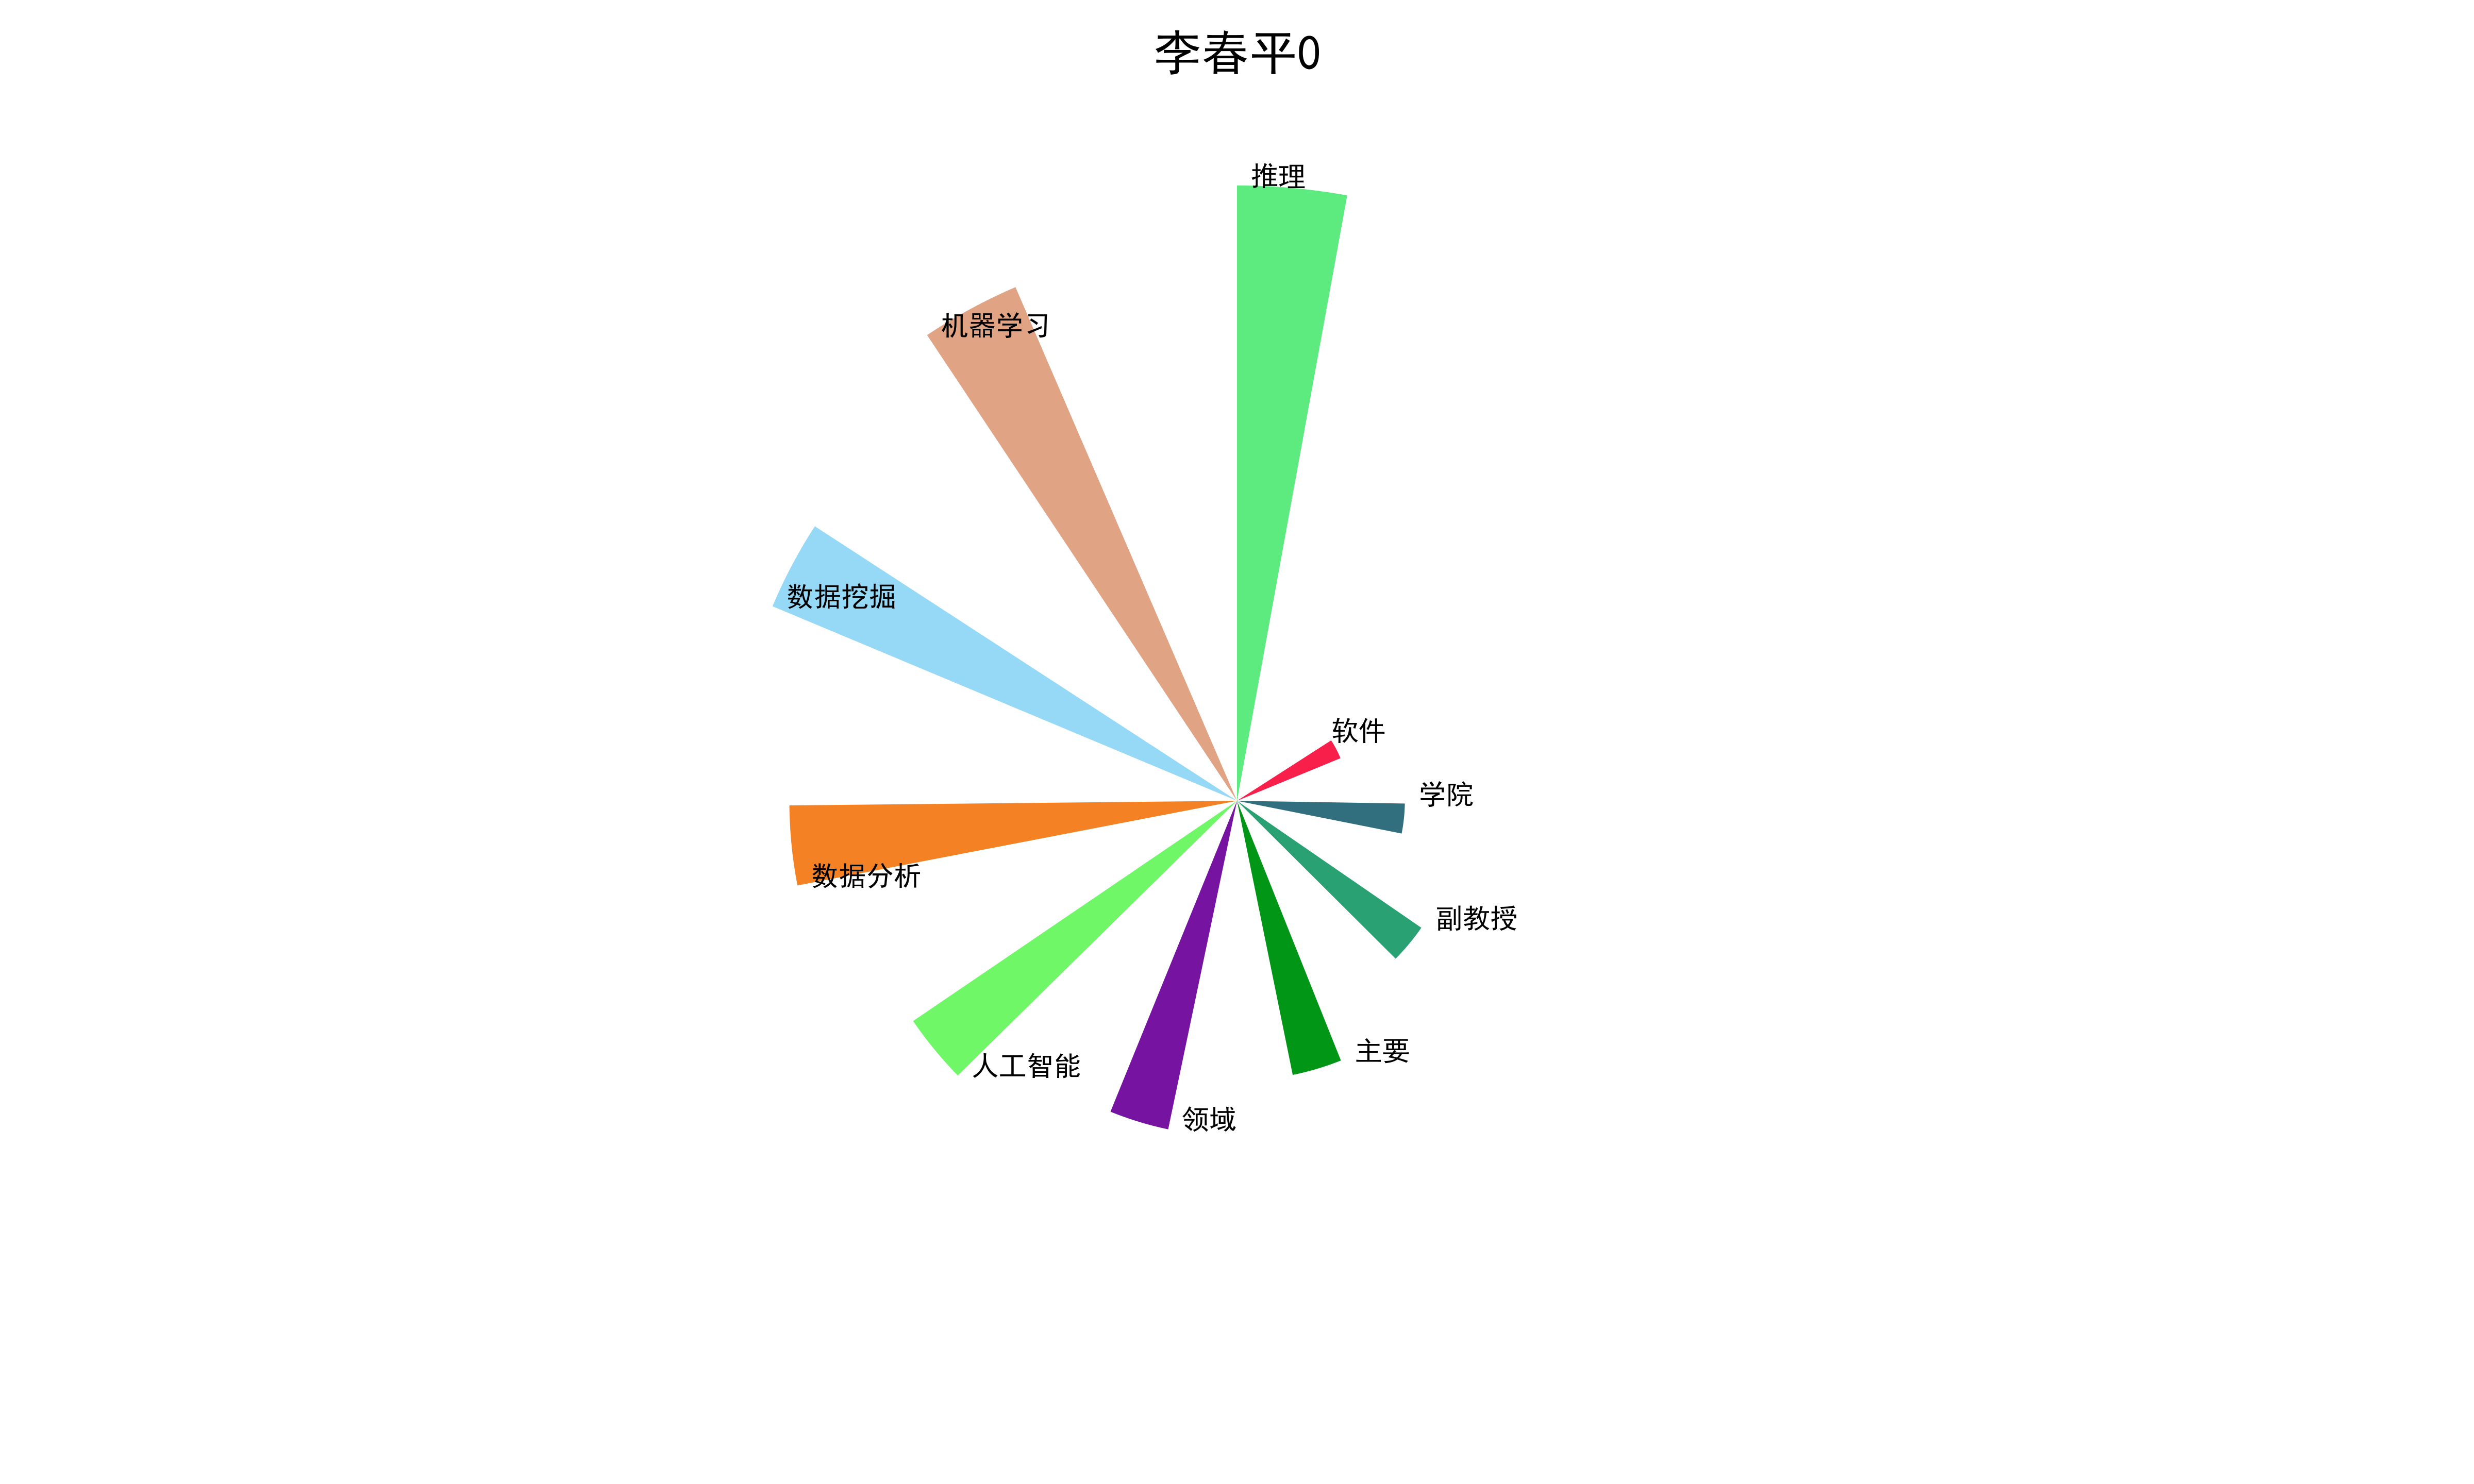 李春平0
推理
机器学习
数据挖掘
软件
学院
数据分析
副教授
主要
人工智能
领域